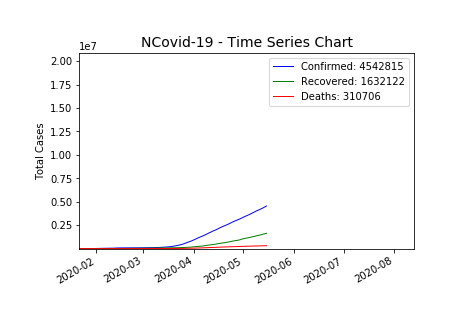 NCovid-19 - Time Series Chart
1e7
2.00
1.75
1.50
1.25
1.00
0.75
0.50
0.25
Total Cases
Confirmed: 4542815
Recovered: 1632122
Deaths: 310706
2020-02
2020-03
2020-04
2020-05
2020-06
2020-07
2020-08